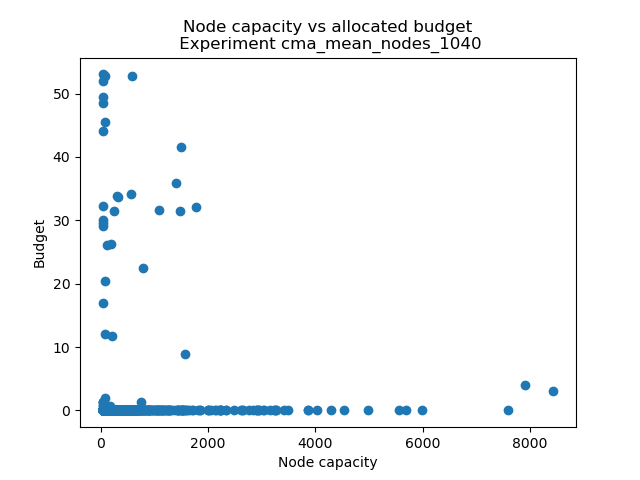 Node capacity vs allocated budget
Experiment cma_mean_nodes_1040
50
40
30
20
10
0
Budget
0 2000 4000 6000 8000
Node capacity